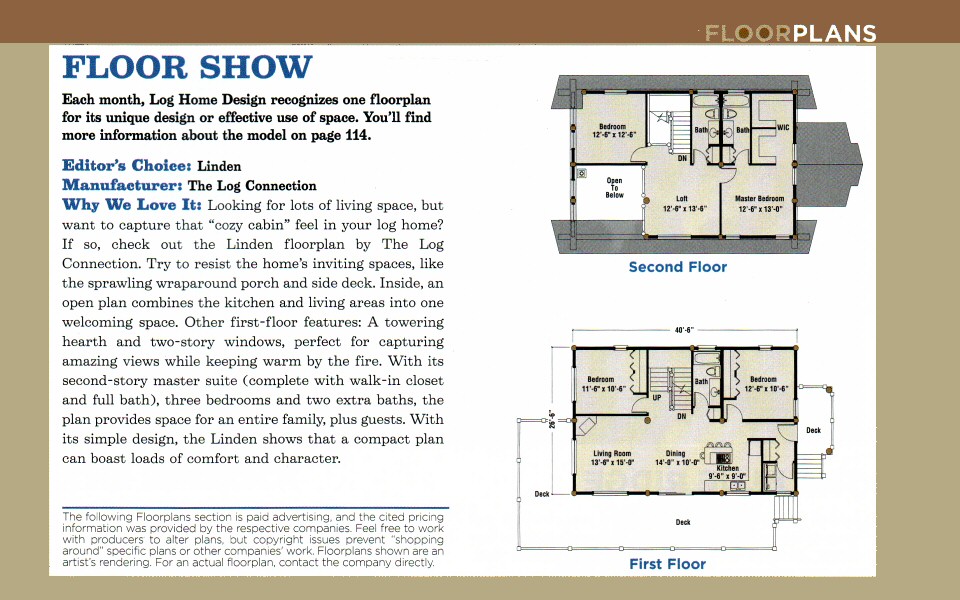 FLOORPLANS
FLOOR SHOW
Each month, Log Home Design recognizes one floorplan
for its unique design or effective use of space. You'll find
more information about the model on page 114.
Editor's Choice: Linden
Manufacturer: The Log Connection
Why We Love It: Looking for lots of living space, but
want to capture that "cozy cabin" feel in your log home?
If so, check out the Linden floorplan by The Log
Connection. Try to resist the home's inviting spaces, like
the sprawling wraparound porch and side deck. Inside, an
open plan combines the kitchen and living areas into one
welcoming space. Other first-floor features: A towering
hearth and two-story windows, perfect for capturing
amazing views while keeping warm by the fire. With its
second-story master suite (complete with walk-in closet
and full bath), three bedrooms and two extra baths, the
plan provides space for an entire family, plus guests. With
its simple design, the Linden shows that a compact plan
can boast loads of comfort and character.
The following Floorplans section is paid advertising, and the cited pricing
information was provided by the respective companies. Feel free to work
with producers to alter plans, but copyright issues prevent "shopping
around" specific plans or other companies' work. Floorplans shown are an
artist's rendering. For an actual floorplan, contact the company directly.
Bedroom
12'-6" x 12'-6"
Bath
Bath
WIC
DN
Open
To
Below
Loft
12'-6" x 13'-6"
Master Bedroom
12'-6" x 13'-0"
Second Floor
40'-6"
26'-6"
Bedroom
11'-6" x 10'-6"
UP
DN
Bath
Bedroom
12'-6" x 10'-6"
Deck
Living Room
13'-6" x 15'-0"
Dining
14'-0" x 10'-0"
Kitchen
9'-6" x 9'-0"
Deck
Deck
First Floor